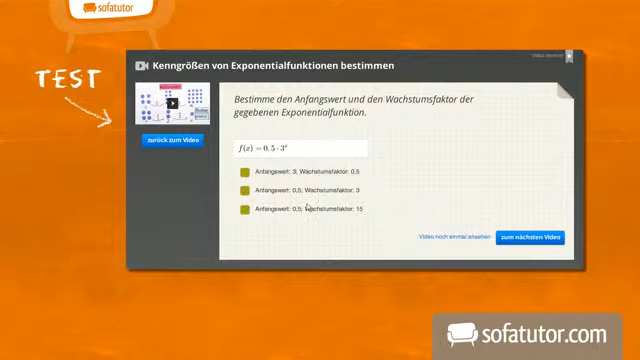 sofatutor
TEST
Kenngrößen von Exponentialfunktionen bestimmen
Bestimme den Anfangswert und den Wachstumsfaktor der
gegebenen Exponentialfunktion.
zurück zum Video
f(x) = 0,5 · 3ˣ
Anfangswert: 3; Wachstumsfaktor: 0,5
Anfangswert: 0,5; Wachstumsfaktor: 3
Anfangswert: 0,5; Wachstumsfaktor: 15
Video noch einmal ansehen
zum nächsten Video
sofatutor.com